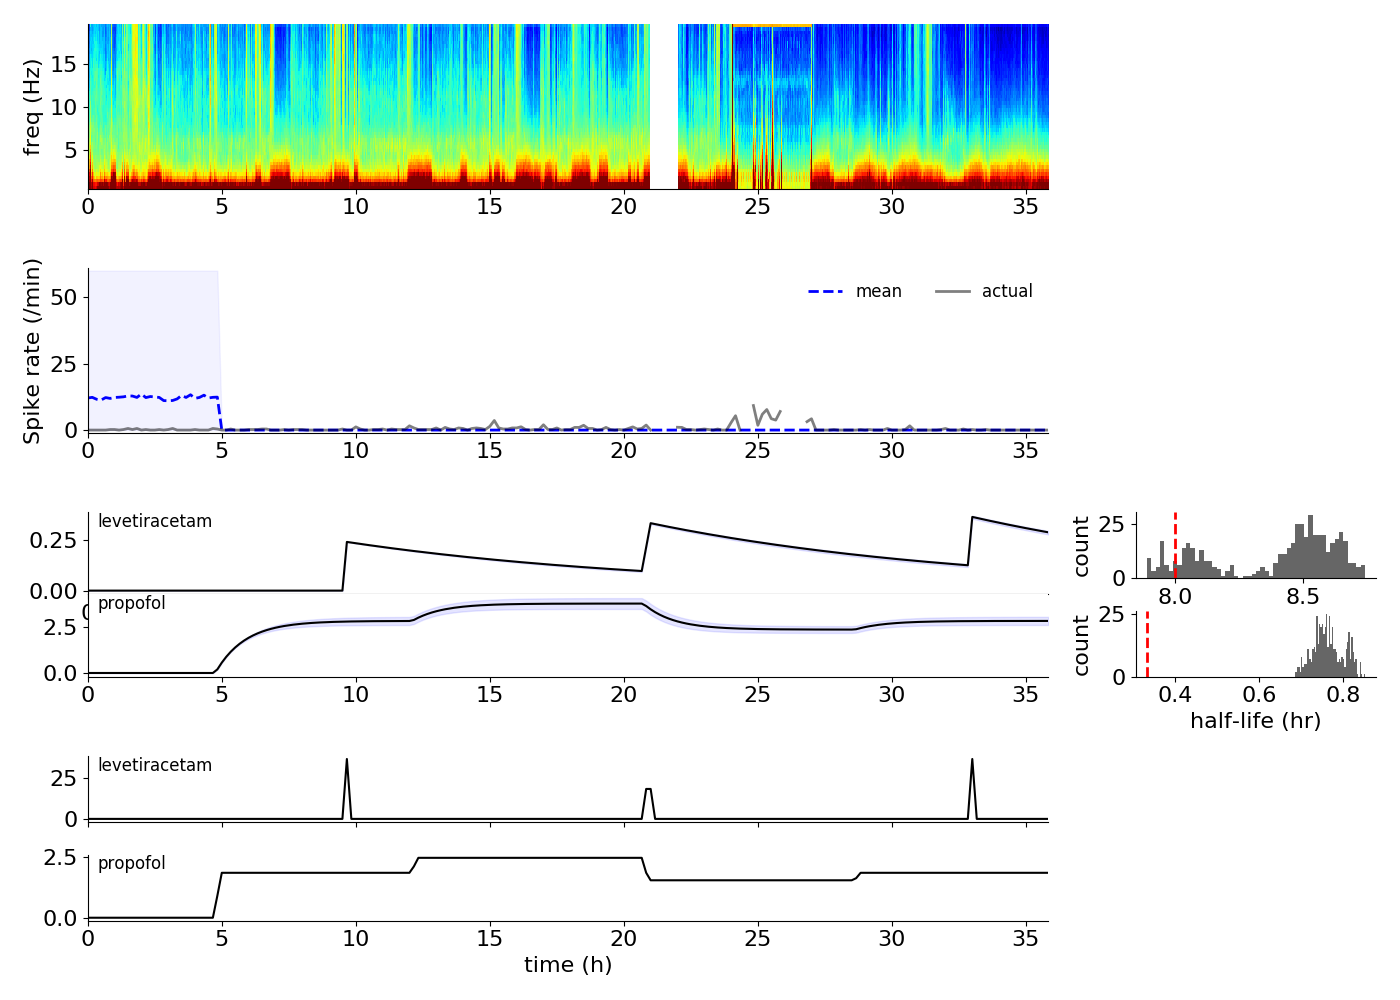 freq (Hz)
15
10
5
0 5 10 15 20 25 30 35
Spike rate (/min)
50
25
0
mean actual
0 5 10 15 20 25 30 35
levetiracetam
0.25
0.00
count
25
0
8.0 8.5
propofol
2.5
0.0
0 5 10 15 20 25 30 35
count
25
0
0.4 0.6 0.8
half-life (hr)
levetiracetam
25
0
propofol
2.5
0.0
0 5 10 15 20 25 30 35
time (h)